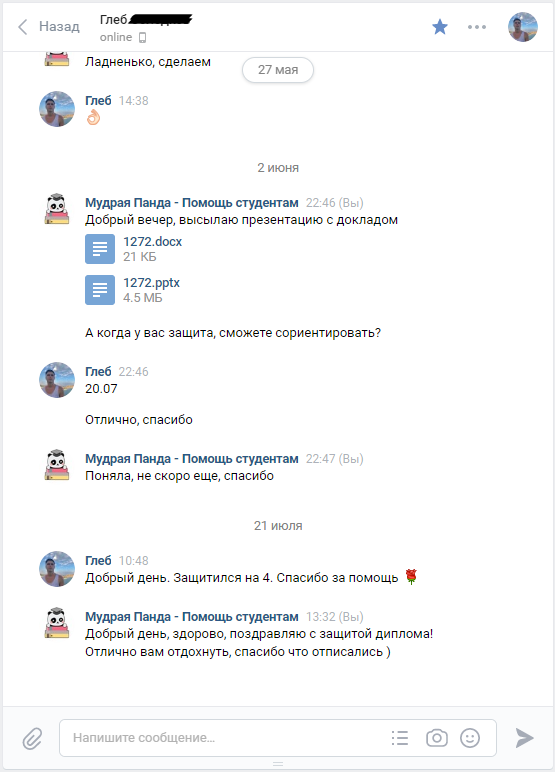 Назад
Глеб
online
Ладненько, сделаем
27 мая
Глеб 14:38
2 июня
Мудрая Панда - Помощь студентам 22:46 (Вы)
Добрый вечер, высылаю презентацию с докладом
1272.docx
21 КБ
1272.pptx
4.5 МБ
А когда у вас защита, сможете сориентировать?
Глеб 22:46
20.07
Отлично, спасибо
Мудрая Панда - Помощь студентам 22:47 (Вы)
Поняла, не скоро еще, спасибо
21 июля
Глеб 10:48
Добрый день. Защитился на 4. Спасибо за помощь 🌹
Мудрая Панда - Помощь студентам 13:32 (Вы)
Добрый день, здорово, поздравляю с защитой диплома!
Отлично вам отдохнуть, спасибо что отписались )
Напишите сообщение...